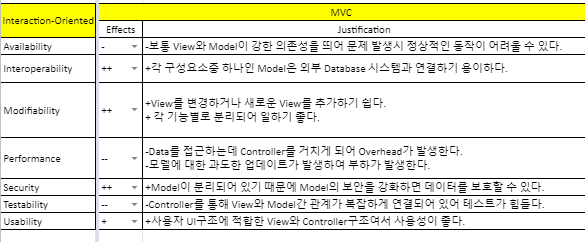 Interaction-Oriented MVC
Effects Justification
Availability - -보통 View와 Model이 강한 의존성을 띄어 문제 발생시 정상적인 동작이 어려울 수 있다.
Interoperability ++ +각 구성요소중 하나인 Model은 외부 Database 시스템과 연결하기 용이하다.
Modifiability ++ +View를 변경하거나 새로운 View를 추가하기 쉽다.
+ 각 기능별로 분리되어 일하기 좋다.
Performance -- -Data를 접근하는데 Controller를 거치게 되어 Overhead가 발생한다.
-모델에 대한 과도한 업데이트가 발생하여 부하가 발생한다.
Security ++ +Model이 분리되어 있기 때문에 Model의 보안을 강화하면 데이터를 보호할 수 있다.
Testability -- -Controller를 통해 View와 Model간 관계가 복잡하게 연결되어 있어 테스트가 힘들다.
Usability + +사용자 UI구조에 적합한 View와 Controller구조여서 사용성이 좋다.